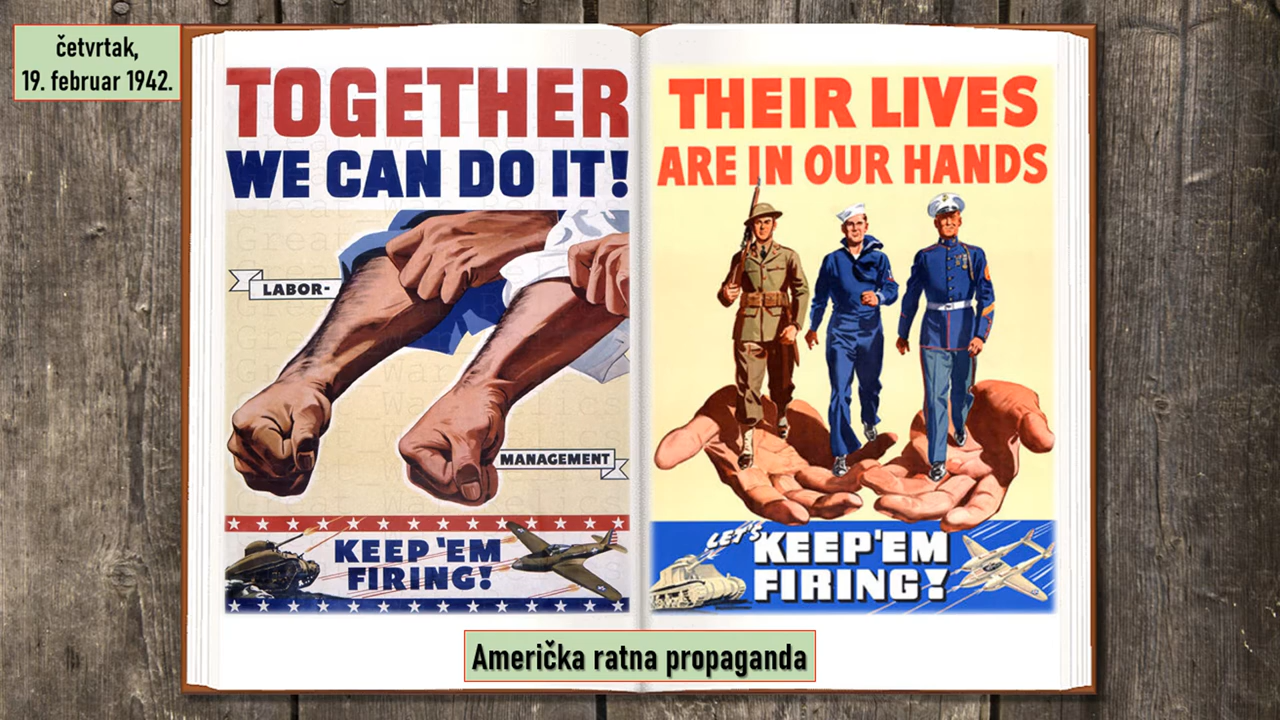 četvrtak,
19. februar 1942.
TOGETHER
WE CAN DO IT!
LABOR-
MANAGEMENT
KEEP 'EM
FIRING!
THEIR LIVES
ARE IN OUR HANDS
LET'S KEEP 'EM
FIRING!
Američka ratna propaganda